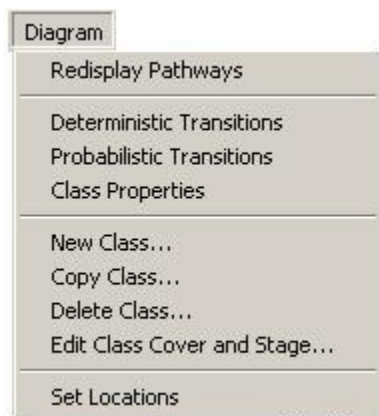 Diagram
Redisplay Pathways
Deterministic Transitions
Probabilistic Transitions
Class Properties
New Class...
Copy Class...
Delete Class...
Edit Class Cover and Stage...
Set Locations